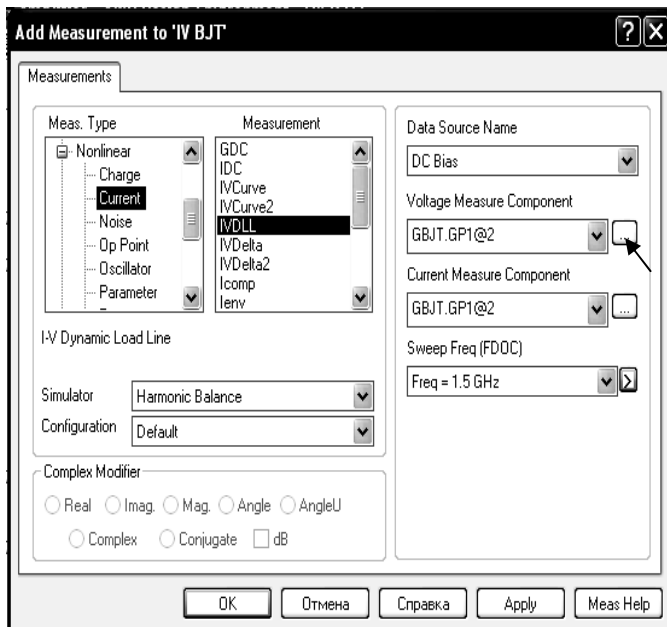 Add Measurement to 'IV BJT'
?
X
Measurements
Meas. Type
Nonlinear
Charge
Current
Noise
Op Point
Oscillator
Parameter
Measurement
GDC
IDC
IVCurve
IVCurve2
IVDLL
IVDelta
IVDelta2
Icomp
Ienv
I-V Dynamic Load Line
Simulator
Harmonic Balance
Configuration
Default
Complex Modifier
Real
Imag.
Mag.
Angle
AngleU
Complex
Conjugate
dB
Data Source Name
DC Bias
Voltage Measure Component
GBJT.GP1@2
...
Current Measure Component
GBJT.GP1@2
...
Sweep Freq (FDOC)
Freq = 1.5 GHz
>
OK
Отмена
Справка
Apply
Meas Help